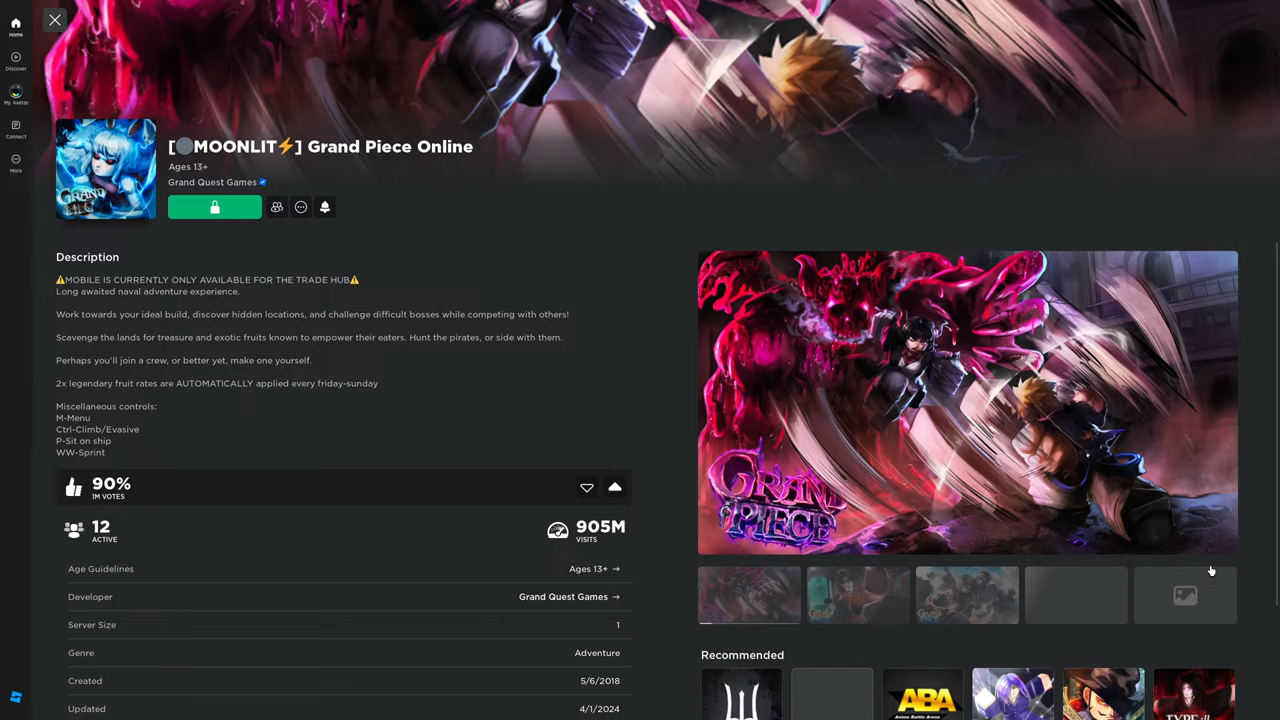 Home
Discover
My Avatar
Connect
More
[🌑MOONLIT⚡] Grand Piece Online
Ages 13+
Grand Quest Games
Description
⚠️MOBILE IS CURRENTLY ONLY AVAILABLE FOR THE TRADE HUB⚠️
Long awaited naval adventure experience.
Work towards your ideal build, discover hidden locations, and challenge difficult bosses while competing with others!
Scavenge the lands for treasure and exotic fruits known to empower their eaters. Hunt the pirates, or side with them.
Perhaps you'll join a crew, or better yet, make one yourself.
2x legendary fruit rates are AUTOMATICALLY applied every friday-sunday
Miscellaneous controls:
M-Menu
Ctrl-Climb/Evasive
P-Sit on ship
WW-Sprint
90%
1M VOTES
12
ACTIVE
905M
VISITS
Age Guidelines
Ages 13+ →
Developer
Grand Quest Games →
Server Size
1
Genre
Adventure
Created
5/6/2018
Updated
4/1/2024
GRAND
PIECE
Recommended
ABA
Anime Battle Arena